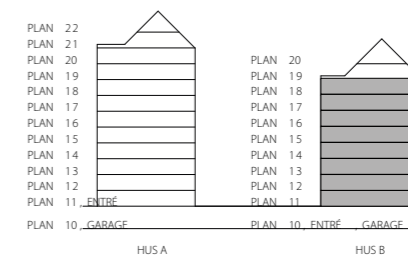 PLAN 22
PLAN 21
PLAN 20
PLAN 19
PLAN 18
PLAN 17
PLAN 16
PLAN 15
PLAN 14
PLAN 13
PLAN 12
PLAN 11, ENTRÉ
PLAN 10, GARAGE
HUS A
PLAN 20
PLAN 19
PLAN 18
PLAN 17
PLAN 16
PLAN 15
PLAN 14
PLAN 13
PLAN 12
PLAN 11
PLAN 10, ENTRÉ , GARAGE
HUS B